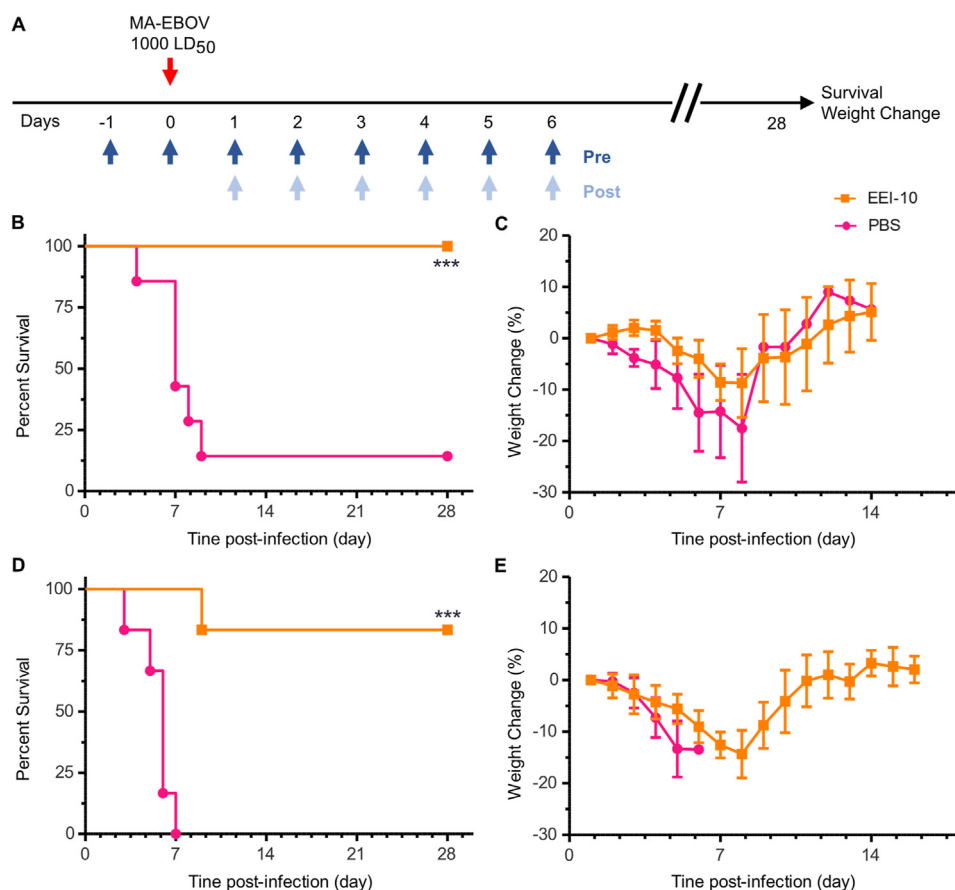 A
MA-EBOV
1000 LD50
Days -1 0 1 2 3 4 5 6 28
Survival
Weight Change
Pre
Post
EEI-10
PBS
B
Percent Survival
100
75
50
25
0
0 7 14 21 28
Tine post-infection (day)
***
C
Weight Change (%)
20
10
0
-10
-20
-30
0 7 14
Tine post-infection (day)
D
Percent Survival
100
75
50
25
0
0 7 14 21 28
Tine post-infection (day)
***
E
Weight Change (%)
20
10
0
-10
-20
-30
0 7 14
Tine post-infection (day)